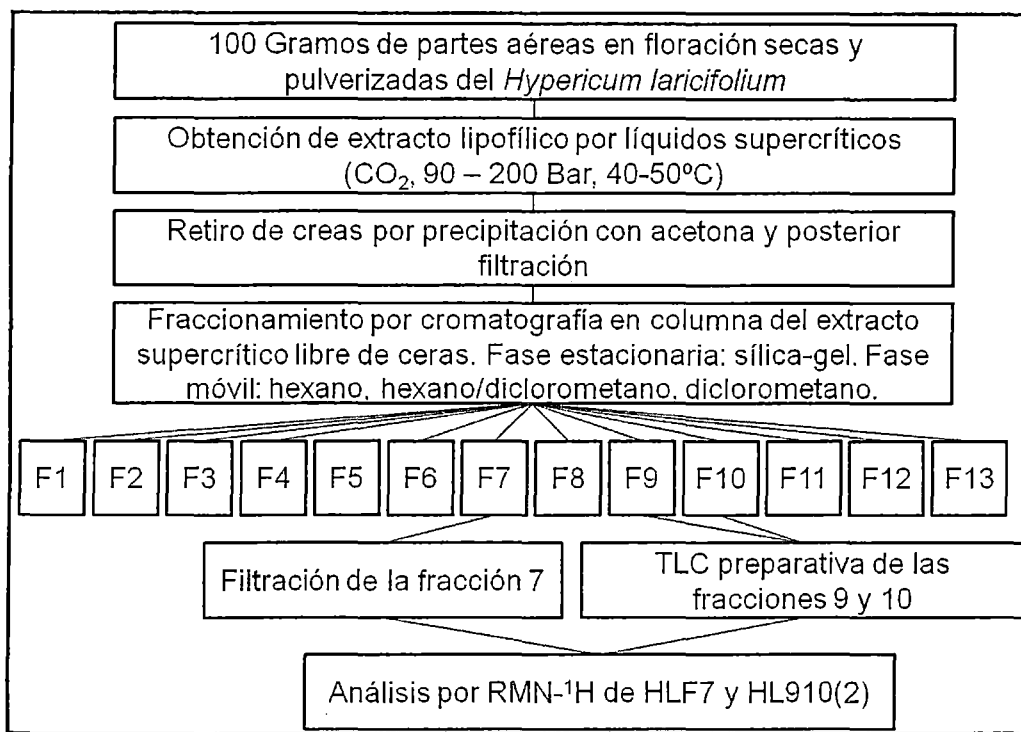 100 Gramos de partes aéreas en floración secas y
pulverizadas del Hypericum laricifolium
Obtención de extracto lipofílico por líquidos supercríticos
(CO₂, 90 – 200 Bar, 40-50ºC)
Retiro de creas por precipitación con acetona y posterior
filtración
Fraccionamiento por cromatografía en columna del extracto
supercrítico libre de ceras. Fase estacionaria: sílica-gel. Fase
móvil: hexano, hexano/diclorometano, diclorometano.
F1 F2 F3 F4 F5 F6 F7 F8 F9 F10 F11 F12 F13
Filtración de la fracción 7
TLC preparativa de las
fracciones 9 y 10
Análisis por RMN-¹H de HLF7 y HL910(2)